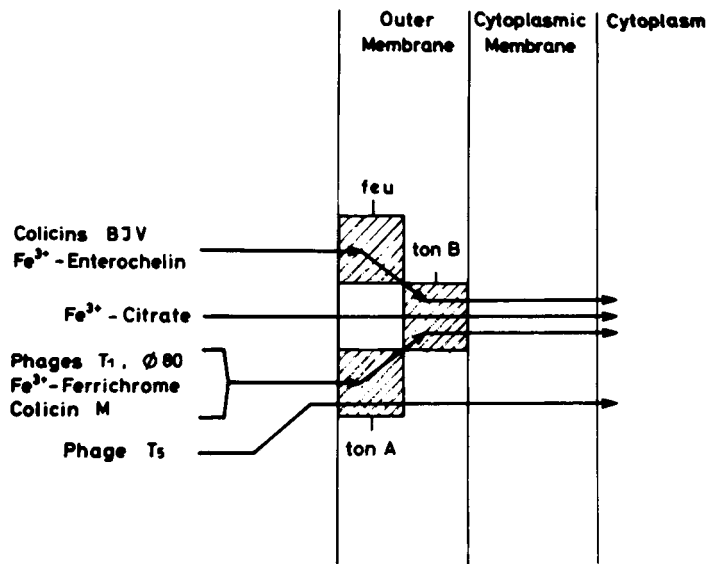 Outer Membrane
Cytoplasmic Membrane
Cytoplasm
feu
ton B
Colicins BJV
Fe³⁺-Enterochelin
Fe³⁺-Citrate
Phages T₁, Ø80
Fe³⁺-Ferrichrome
Colicin M
Phage T₅
ton A